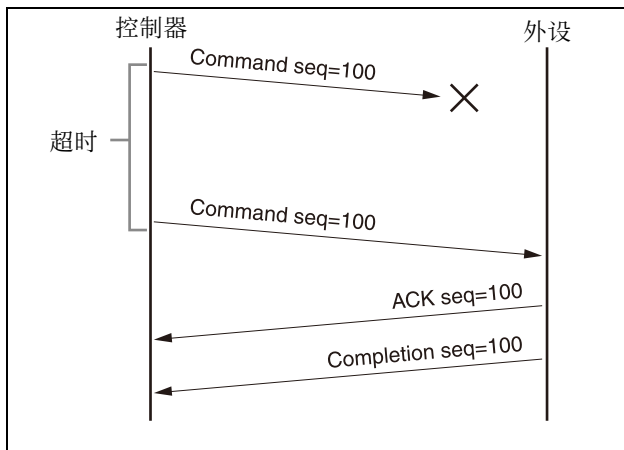 控制器
外设
Command seq=100
超时
Command seq=100
ACK seq=100
Completion seq=100